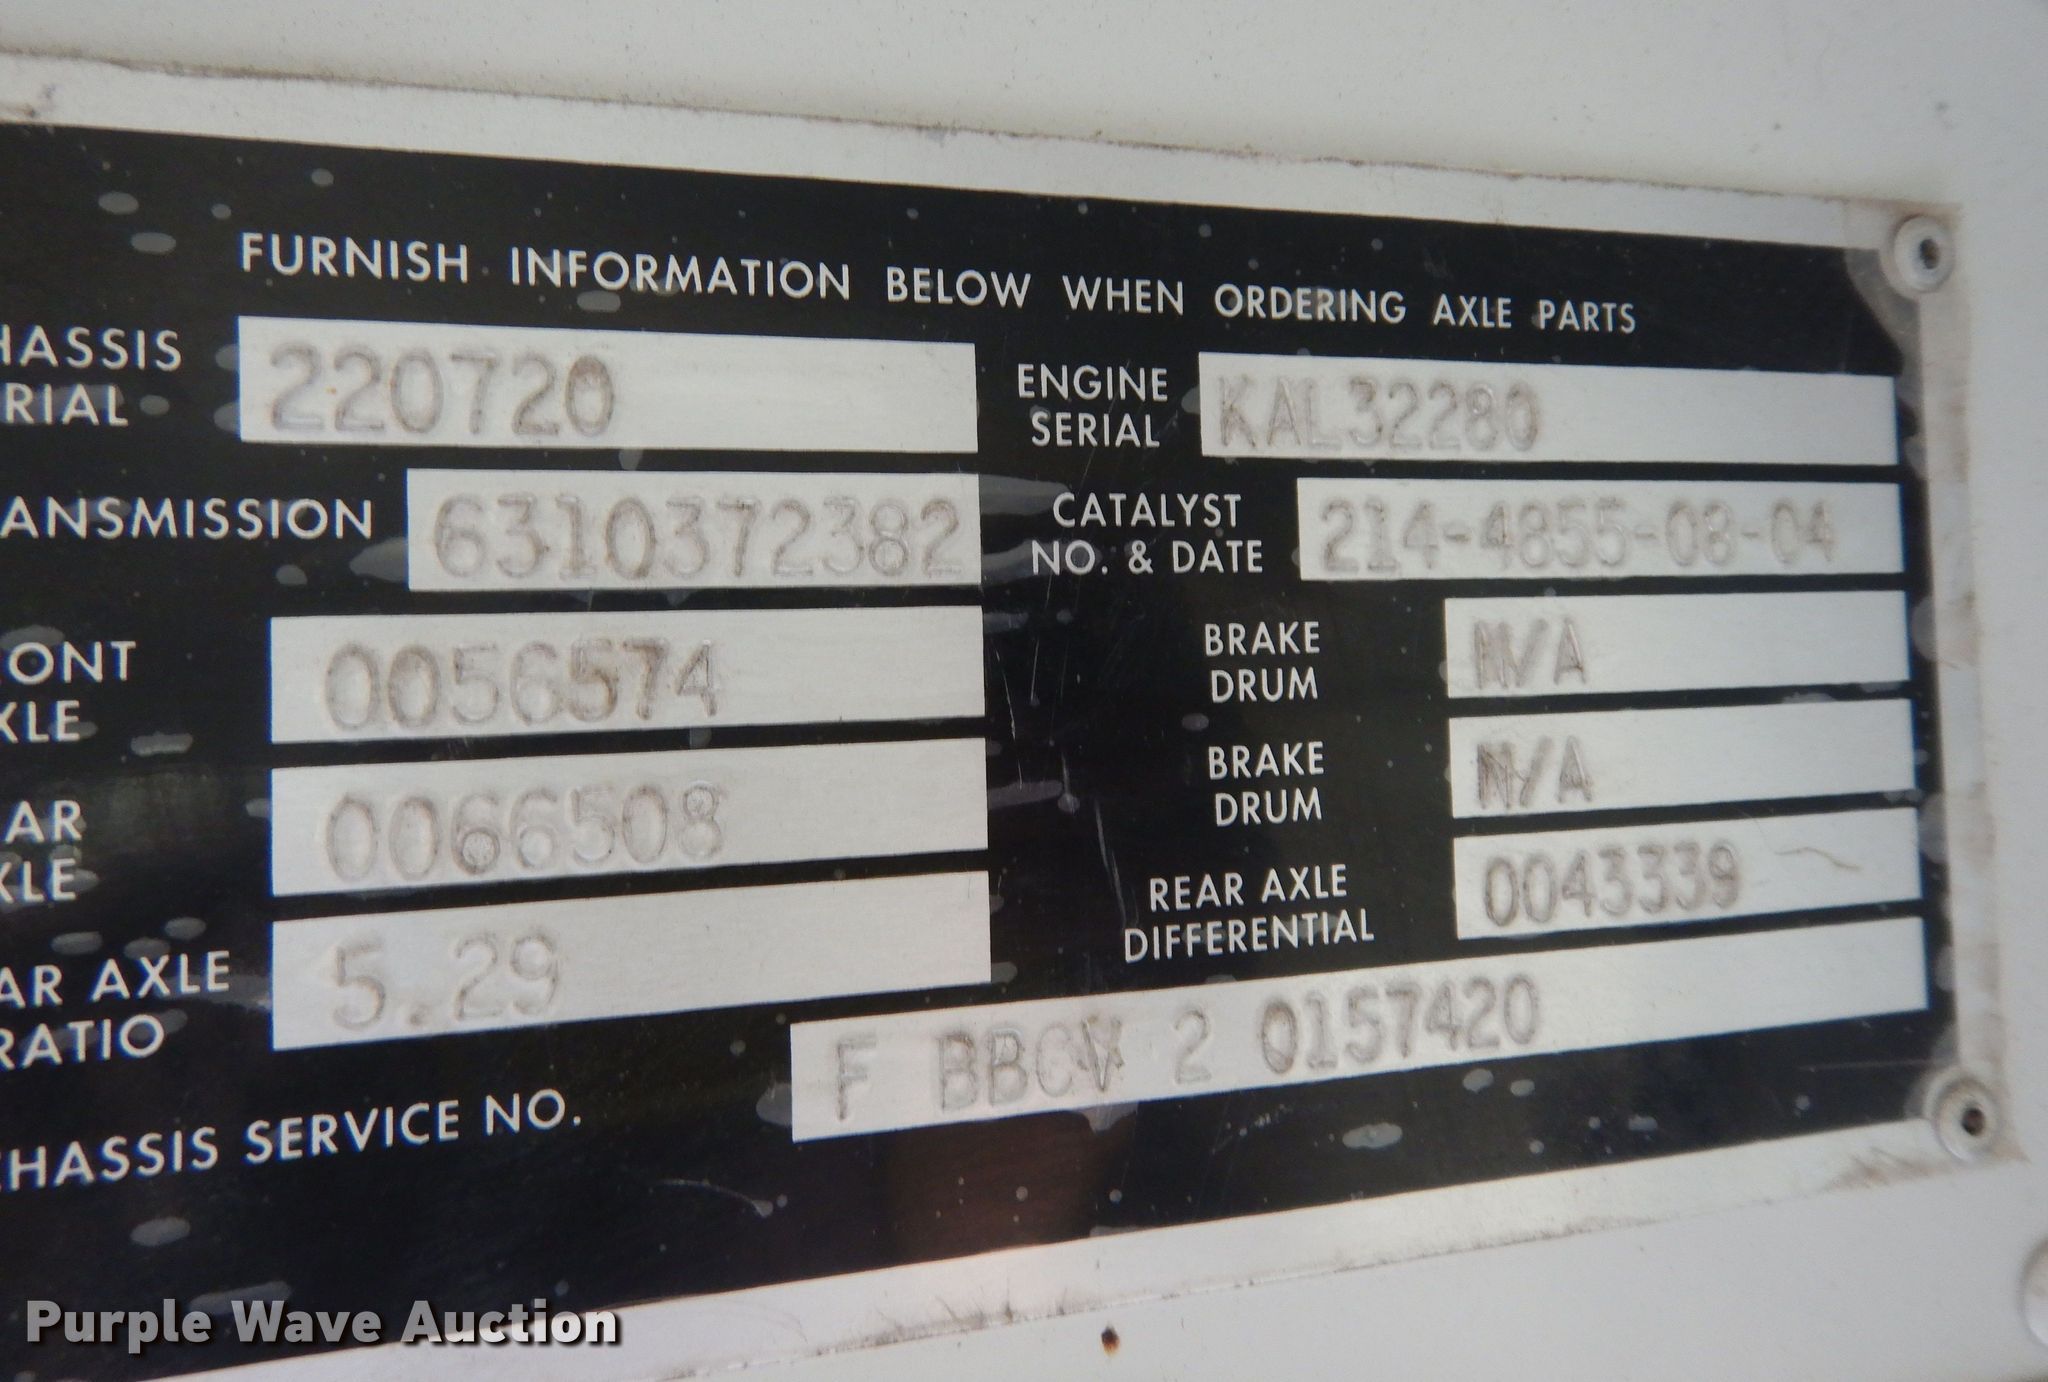 FURNISH INFORMATION BELOW WHEN ORDERING AXLE PARTS
HASSIS
RIAL
220720
ENGINE
SERIAL
KAL32280
ANSMISSION
6310372382
CATALYST
NO. & DATE
214-4855-08-04
ONT
XLE
0056574
BRAKE
DRUM
N/A
AR
XLE
0066508
BRAKE
DRUM
N/A
AR AXLE
RATIO
5.29
REAR AXLE
DIFFERENTIAL
0043339
HASSIS SERVICE NO.
F BBCV 2 0157420
Purple Wave Auction